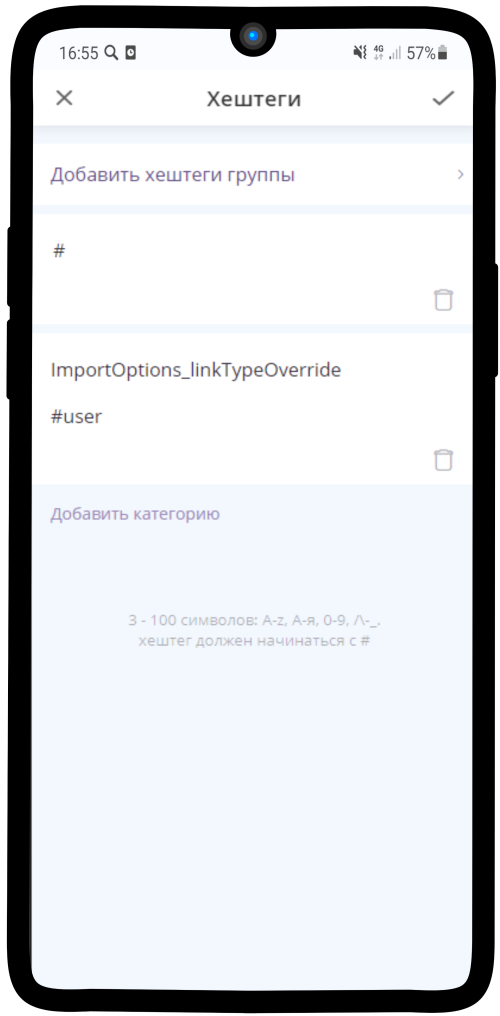 16:55 4G 57%
Хештеги
Добавить хештеги группы
#
ImportOptions_linkTypeOverride
#user
Добавить категорию
3 - 100 символов: A-z, А-я, 0-9, /\-_.
хештег должен начинаться с #